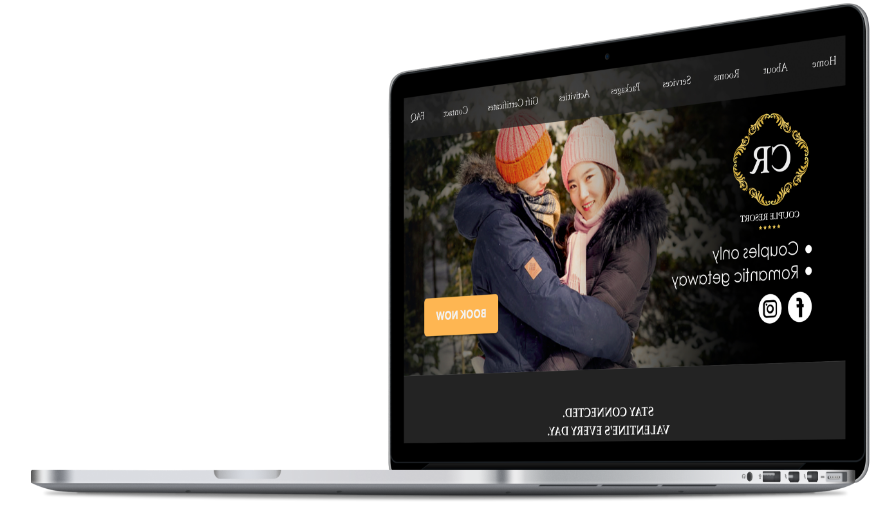 Home About Rooms Services Packages Activities Gift Certificates Contact FAQ
CR
COUPLE RESORT
Couples only
Romantic getaway
BOOK NOW
STAY CONNECTED.
VALENTINE'S EVERY DAY.